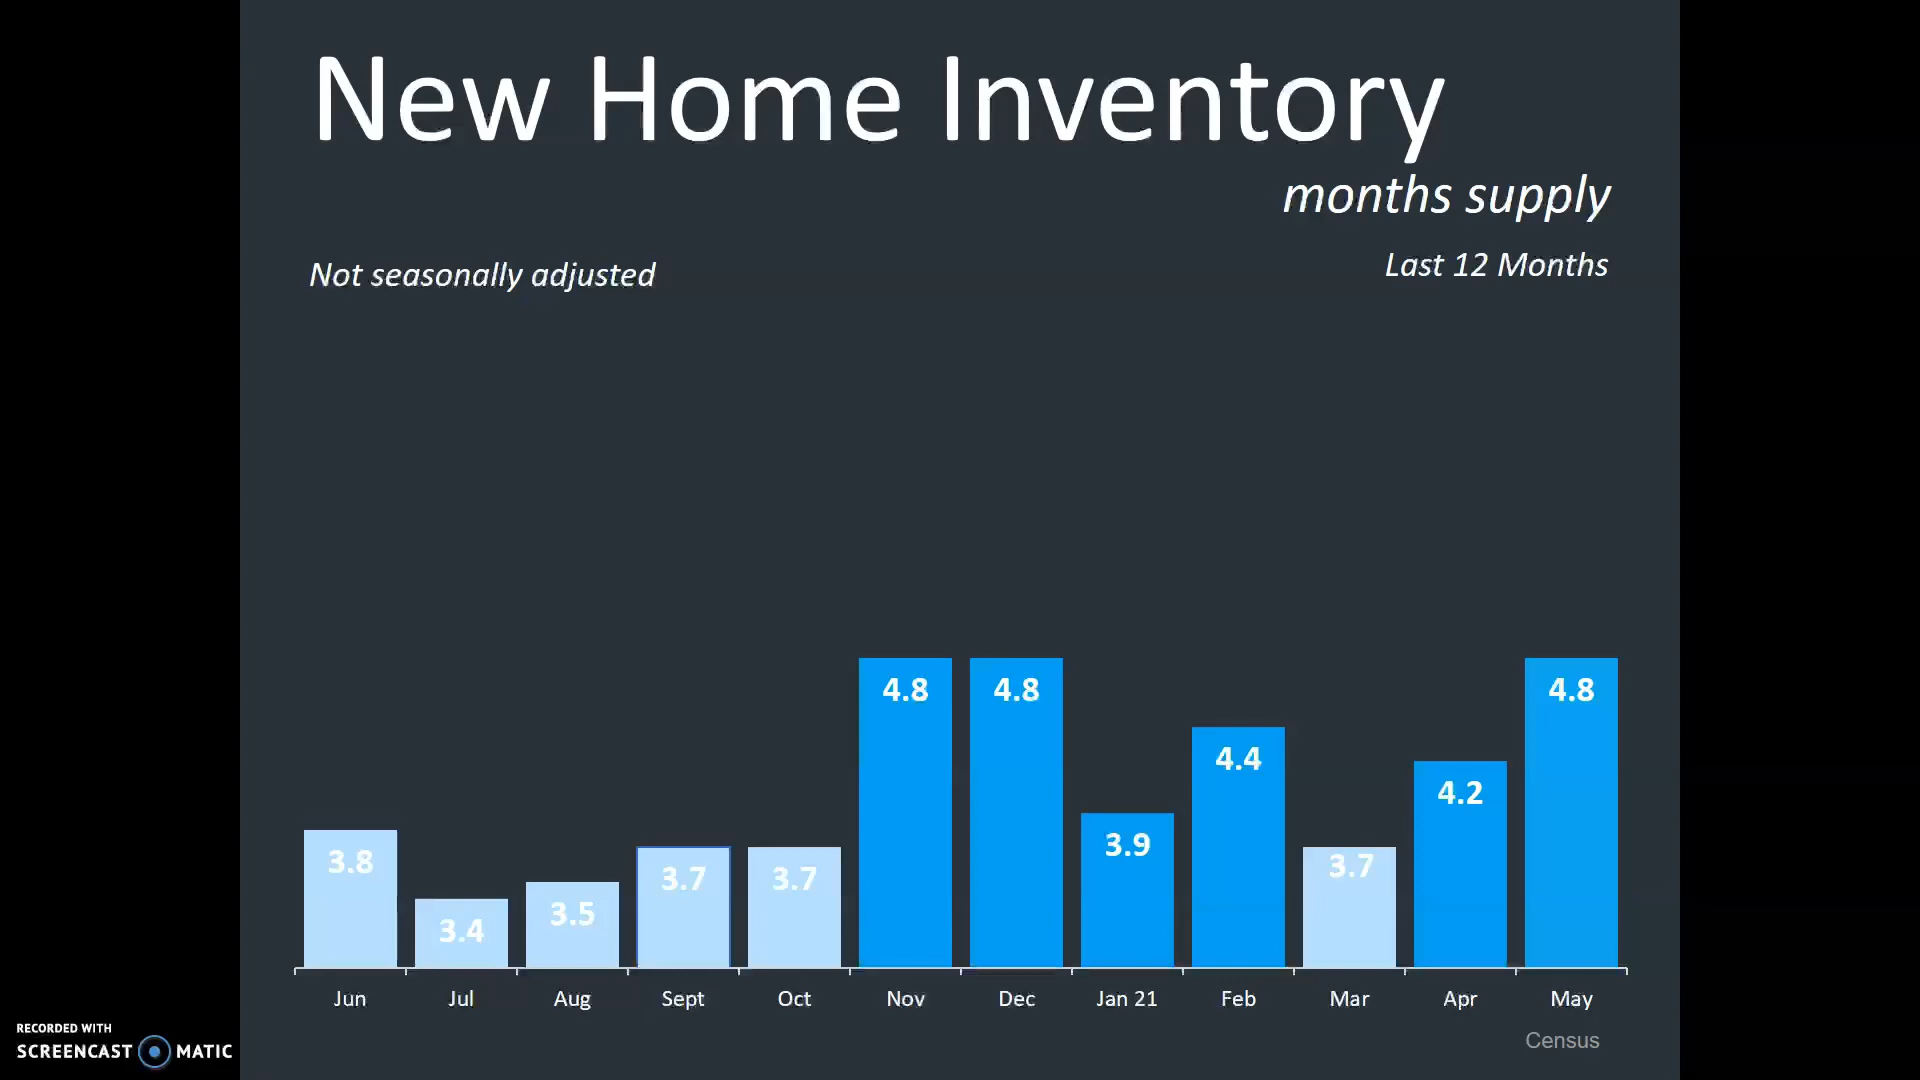 New Home Inventory
months supply
Last 12 Months
Not seasonally adjusted
4.8 4.8 4.8
4.4
4.2
3.9
3.8 3.7
3.7 3.7
3.5
3.4
Jun Jul Aug Sept Oct Nov Dec Jan 21 Feb Mar Apr May
Census
RECORDED WITH
SCREENCAST MATIC